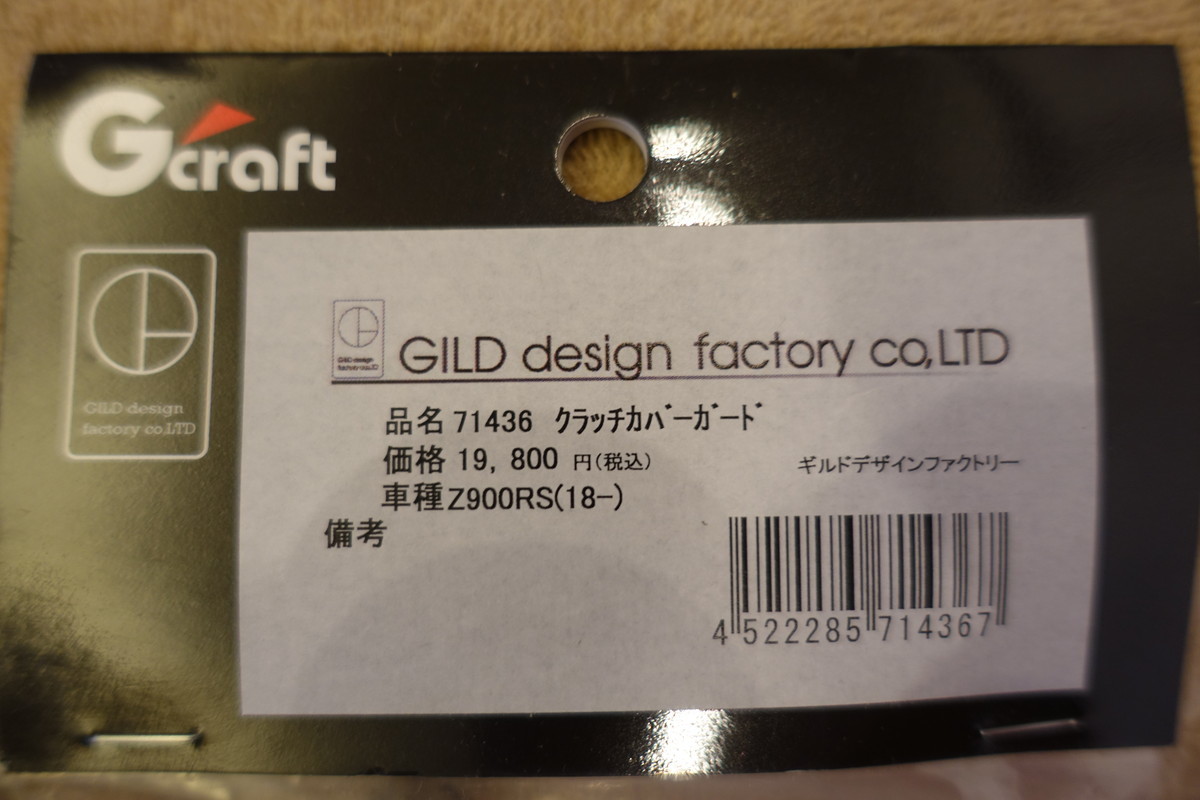 Gcraft
GILD design
factory co,LTD
GILD design factory co,LTD
品名 71436 クラッチカバーガード
価格 19,800 円(税込)
ギルドデザインファクトリー
車種 Z900RS(18-)
備考
4 522285 714367